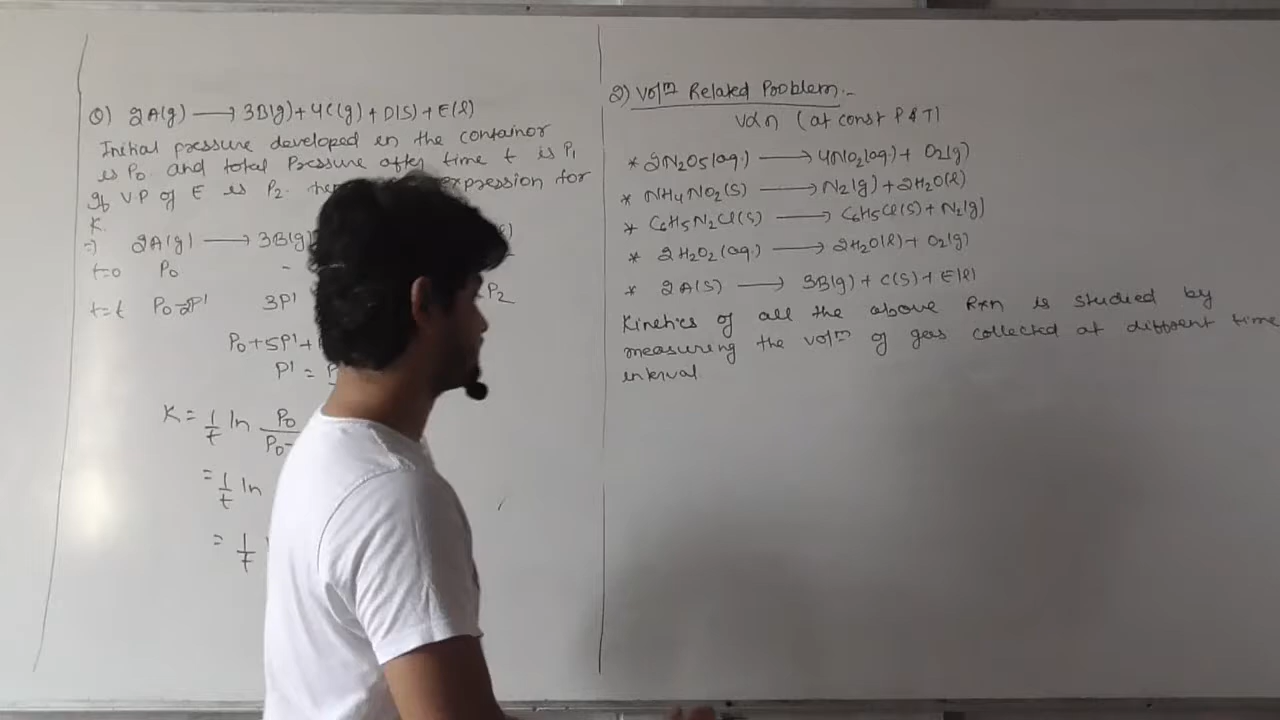 Q) 2A(g) ⟶ 3B(g) + 4C(g) + D(S) + E(l)
Initial pressure developed in the container
is P0 and total Pressure after time t is P1
If V.P of E is P2. expression for
K.
=) 2A(g) ⟶ 3B(g)
t=0 P0 -
t=t P0-2P' 3P' P2
P0+5P'+
P' =
K = 1/t ln P0/P0-
= 1/t ln
= 1/t
2) Volm Related Problem:-
V∝n (at const P & T)
* 2N2O5(aq.) ⟶ 4NO2(aq.) + O2(g)
* NH4NO2(S) ⟶ N2(g) + 2H2O(l)
* C6H5N2Cl(S) ⟶ C6H5Cl(S) + N2(g)
* 2H2O2(aq.) ⟶ 2H2O(l) + O2(g)
* 2A(S) ⟶ 3B(g) + C(S) + E(l)
Kinetics of all the above Rxn is studied by
measuring the volm of gas collected at different time
interval